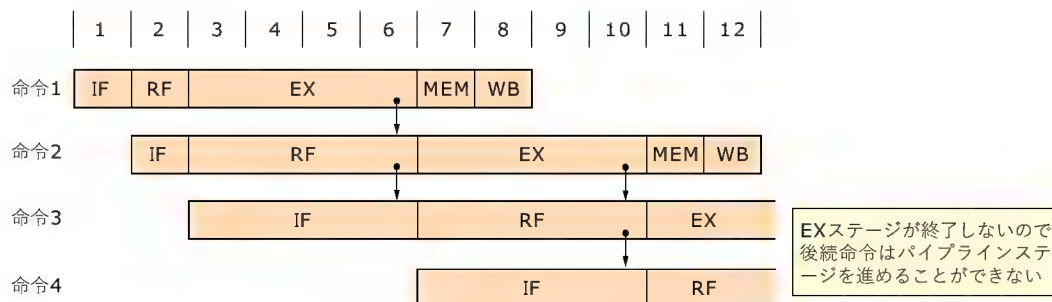 1 2 3 4 5 6 7 8 9 10 11 12
命令1 IF RF EX MEM WB
命令2 IF RF EX MEM WB
命令3 IF RF EX
命令4 IF RF
EXステージが終了しないので
後続命令はパイプラインステ
ージを進めることができない